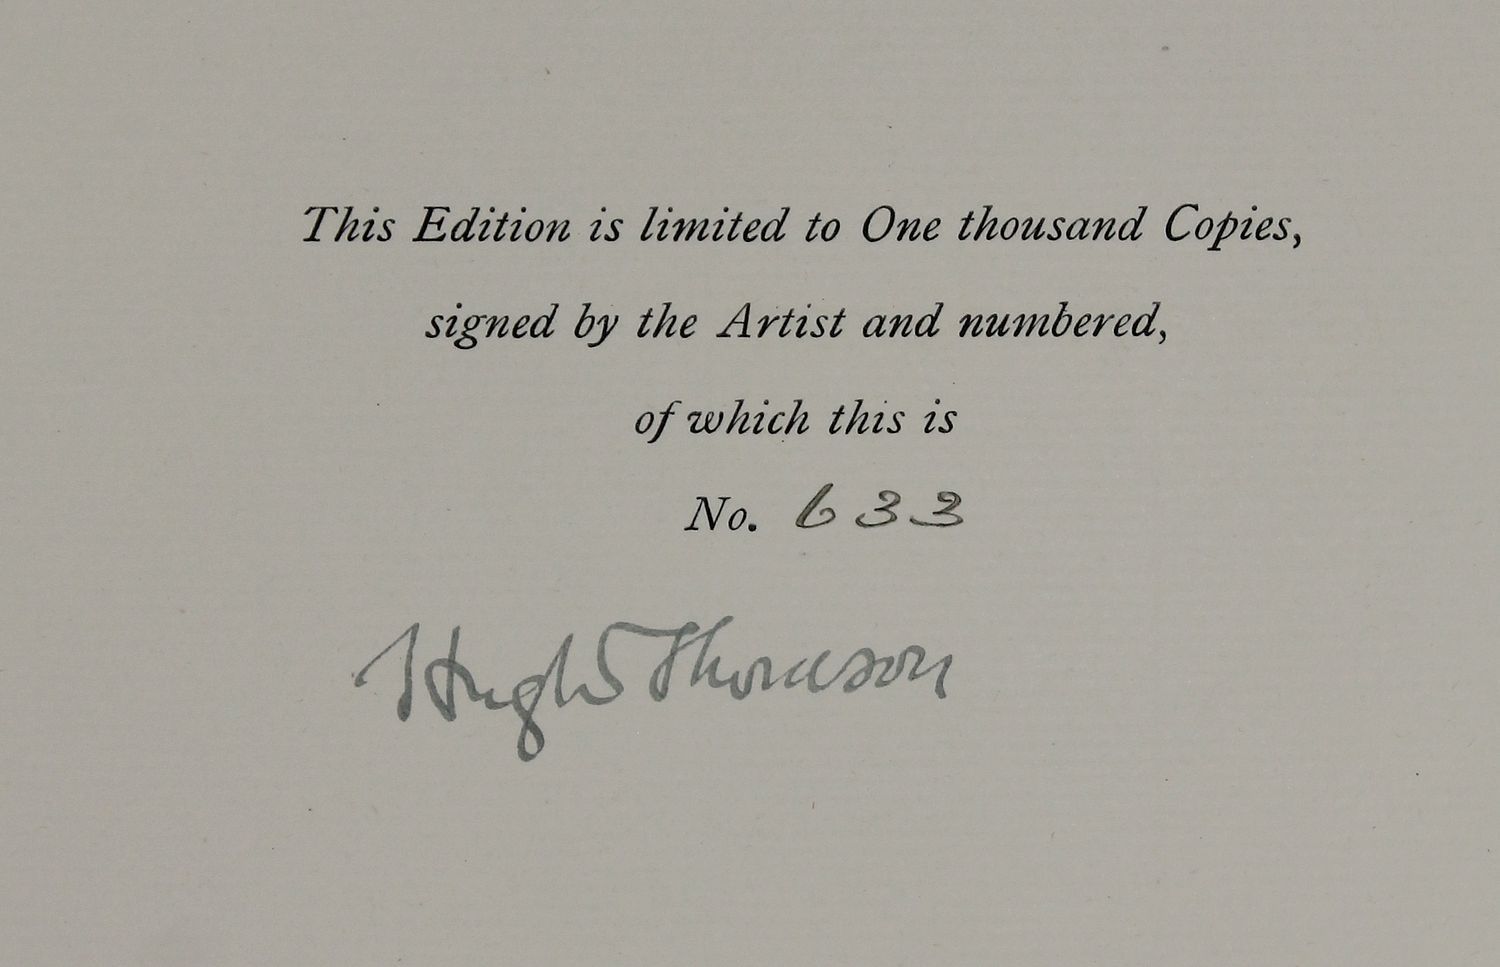 This Edition is limited to One thousand Copies,
signed by the Artist and numbered,
of which this is
No. 633
Hugh Thomson